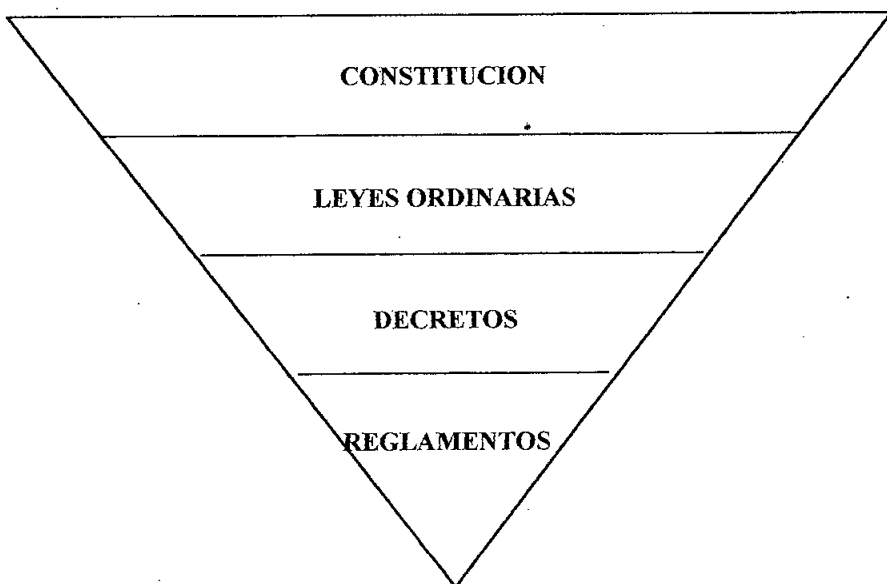 CONSTITUCION
LEYES ORDINARIAS
DECRETOS
REGLAMENTOS